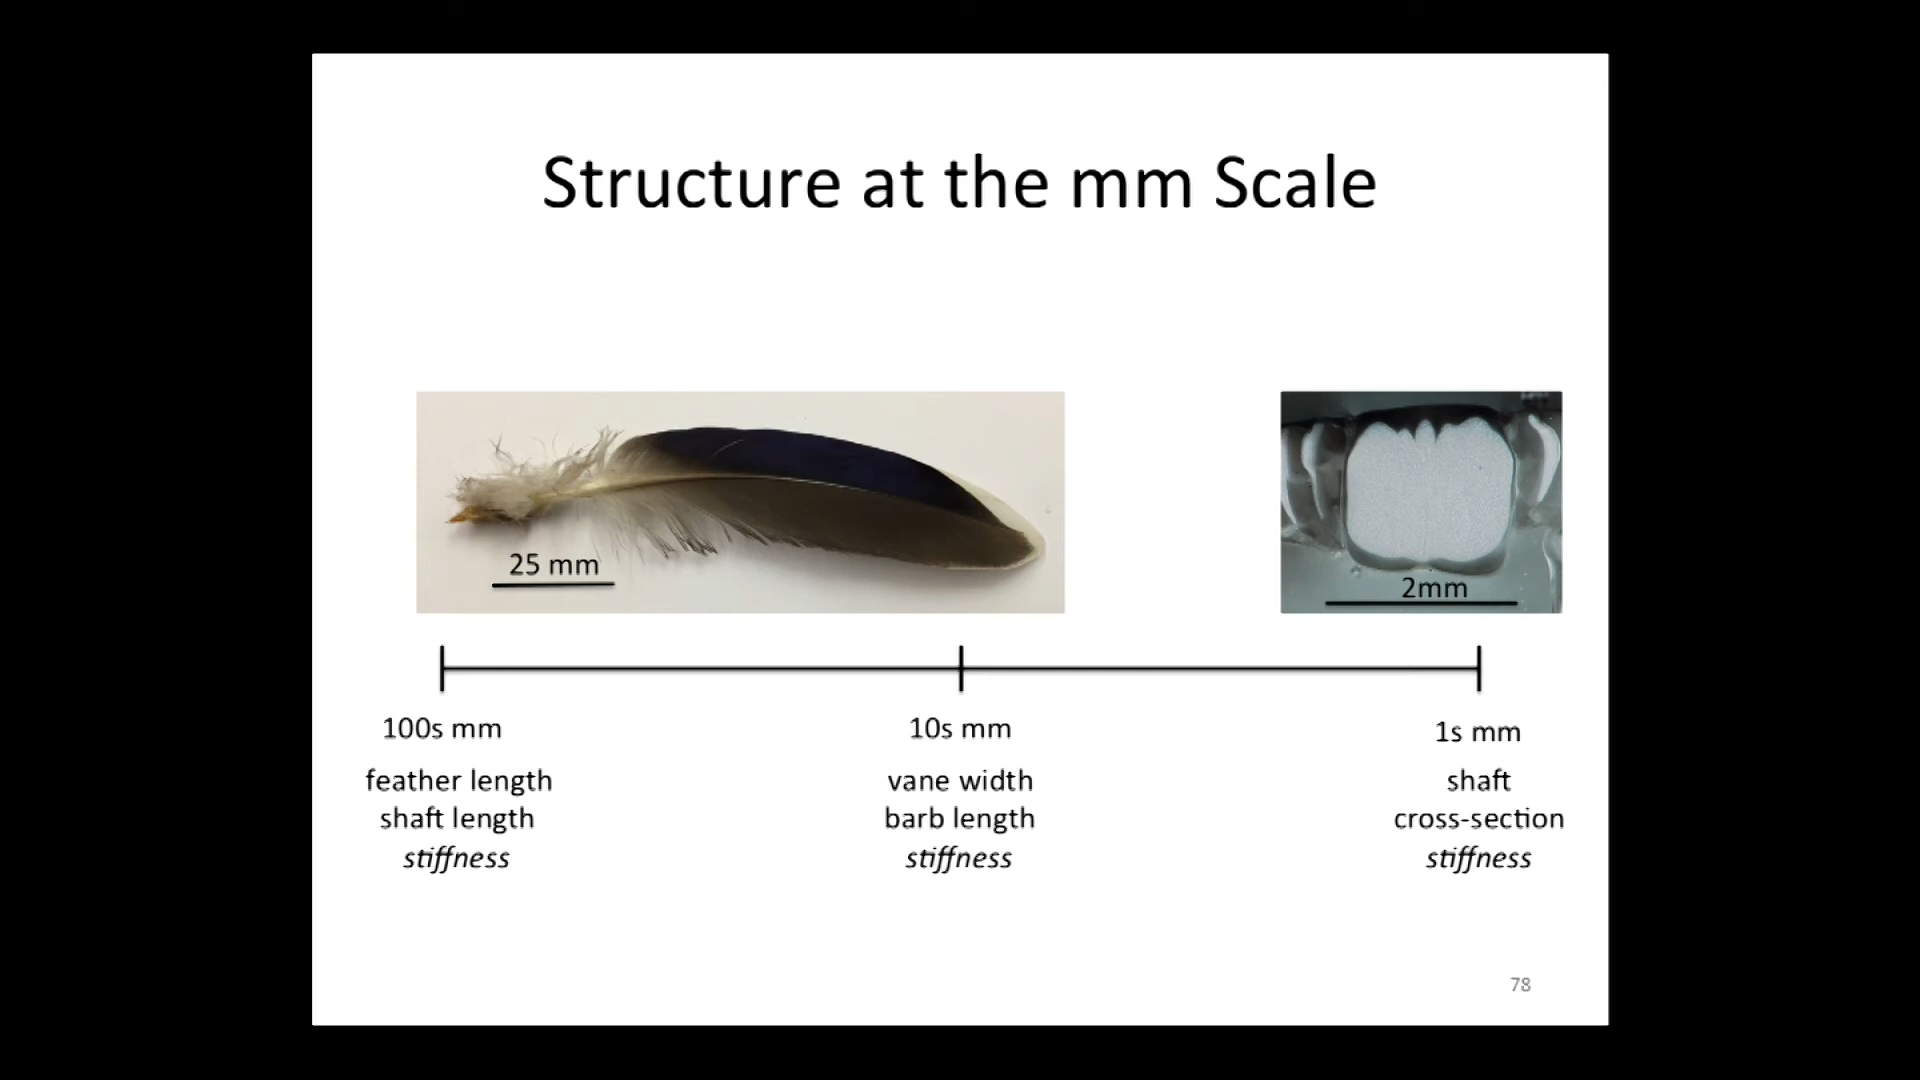 Structure at the mm Scale
25 mm
2mm
100s mm
feather length
shaft length
stiffness
10s mm
vane width
barb length
stiffness
1s mm
shaft
cross-section
stiffness
78